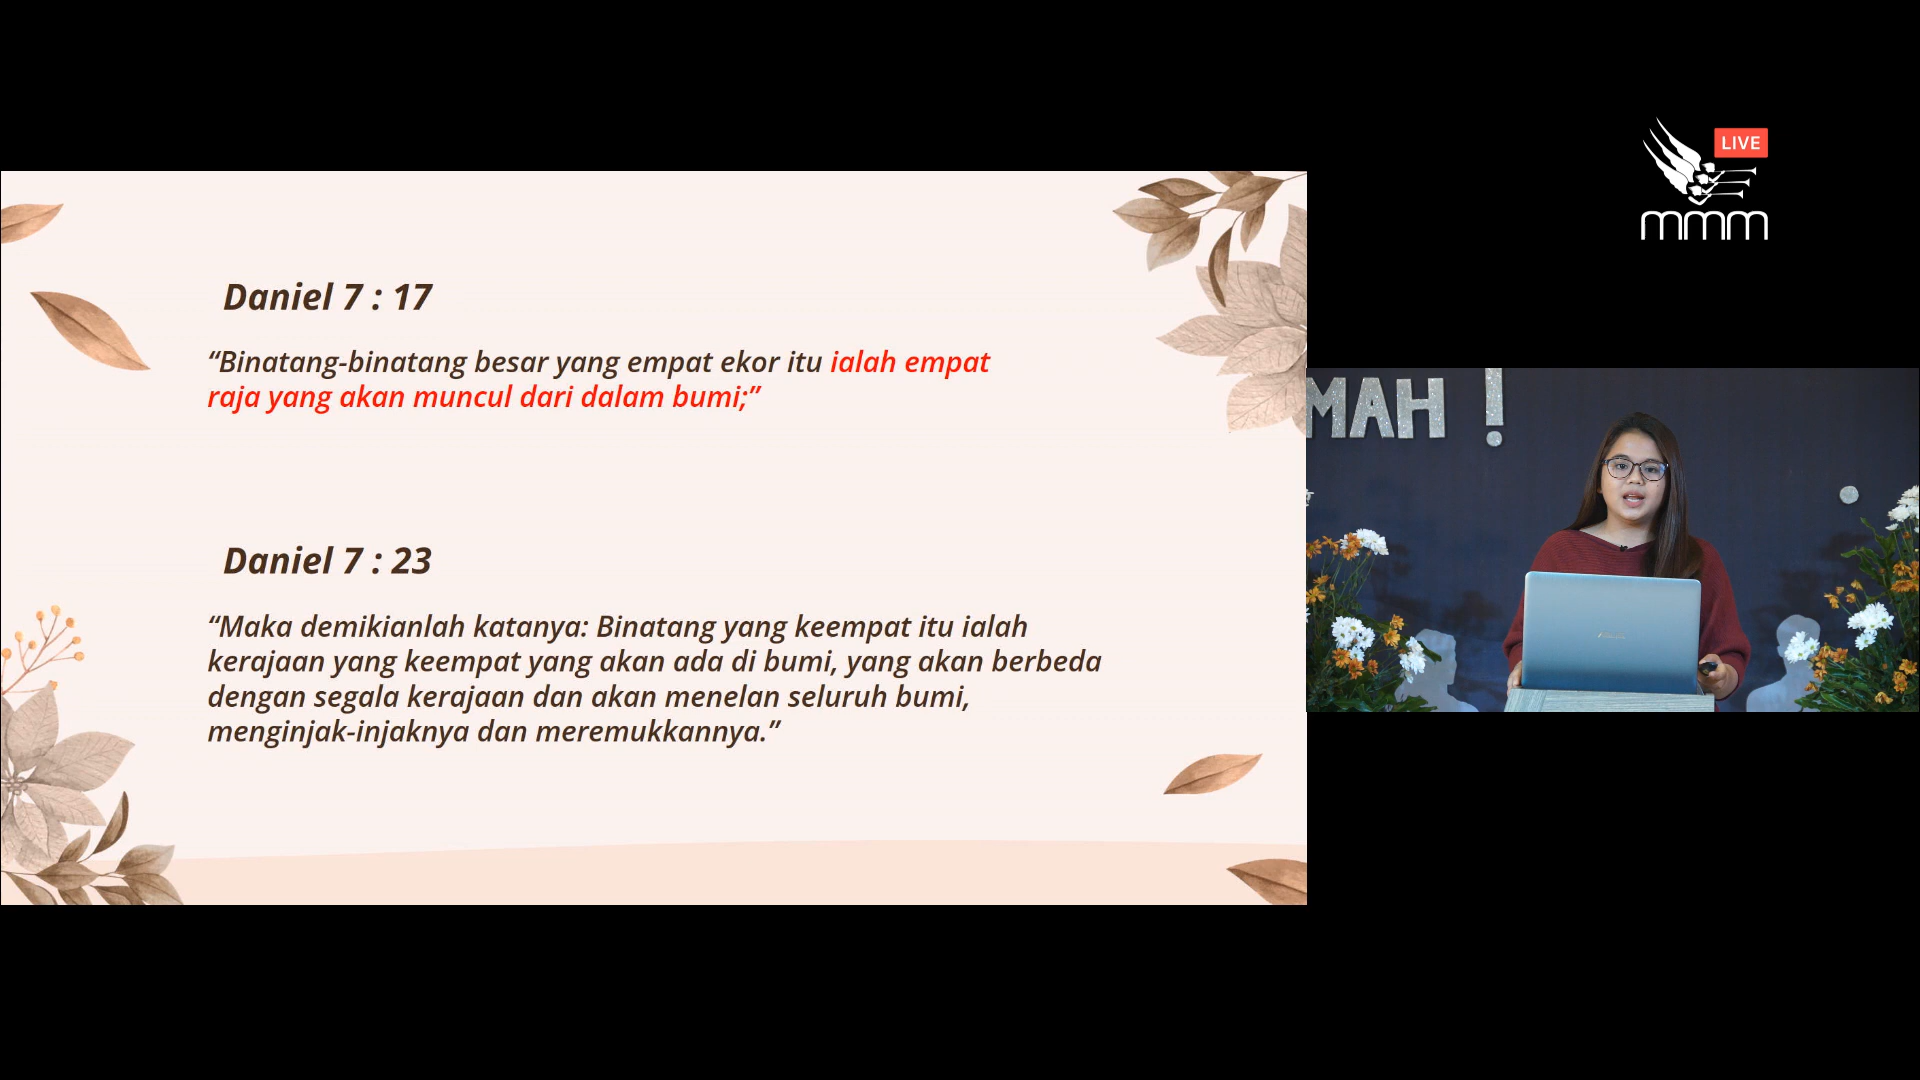 Daniel 7 : 17
“Binatang-binatang besar yang empat ekor itu ialah empat
raja yang akan muncul dari dalam bumi;”
Daniel 7 : 23
“Maka demikianlah katanya: Binatang yang keempat itu ialah
kerajaan yang keempat yang akan ada di bumi, yang akan berbeda
dengan segala kerajaan dan akan menelan seluruh bumi,
menginjak-injaknya dan meremukkannya.”
LIVE
mmm
MAH !